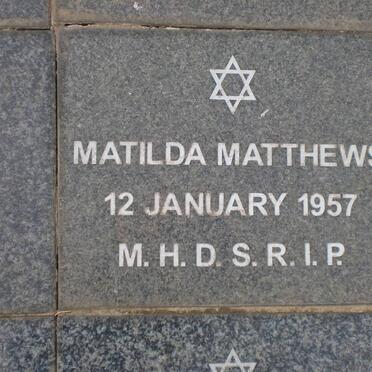 MATILDA MATTHEWS
12 JANUARY 1957
M. H. D. S. R. I. P.